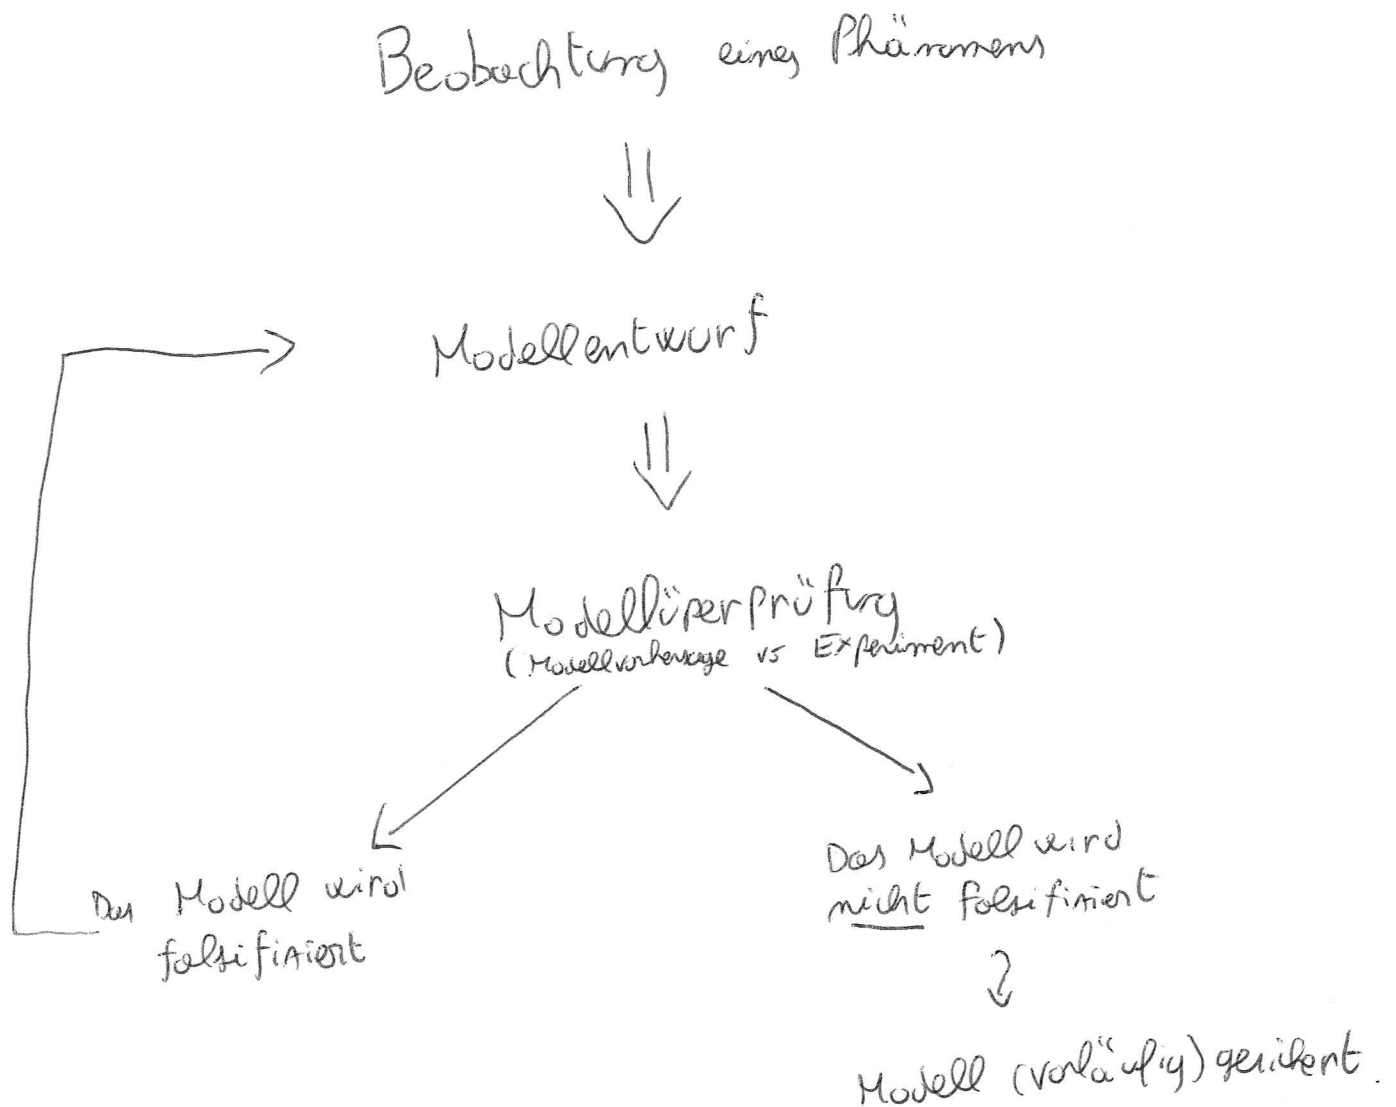 Beobachtung eines Phänomens
Modellentwurf
Modellüperprüfung
(Modellvorhersage vs Experiment)
Das Modell wird
falsifiziert
Das Modell wird
nicht falsifiziert
Modell (vorläufig) gesichert.